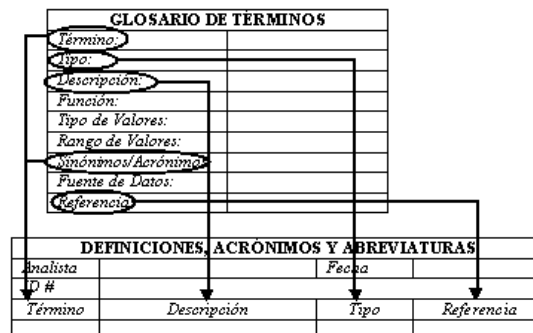 GLOSARIO DE TÉRMINOS
Término:
Tipo:
Descripción:
Función:
Tipo de Valores:
Rango de Valores:
Sinónimos/Acrónimo
Fuente de Datos:
Referencia
DEFINICIONES, ACRÓNIMOS Y ABREVIATURAS
Analista Fecha
ID #
Término Descripción Tipo Referencia